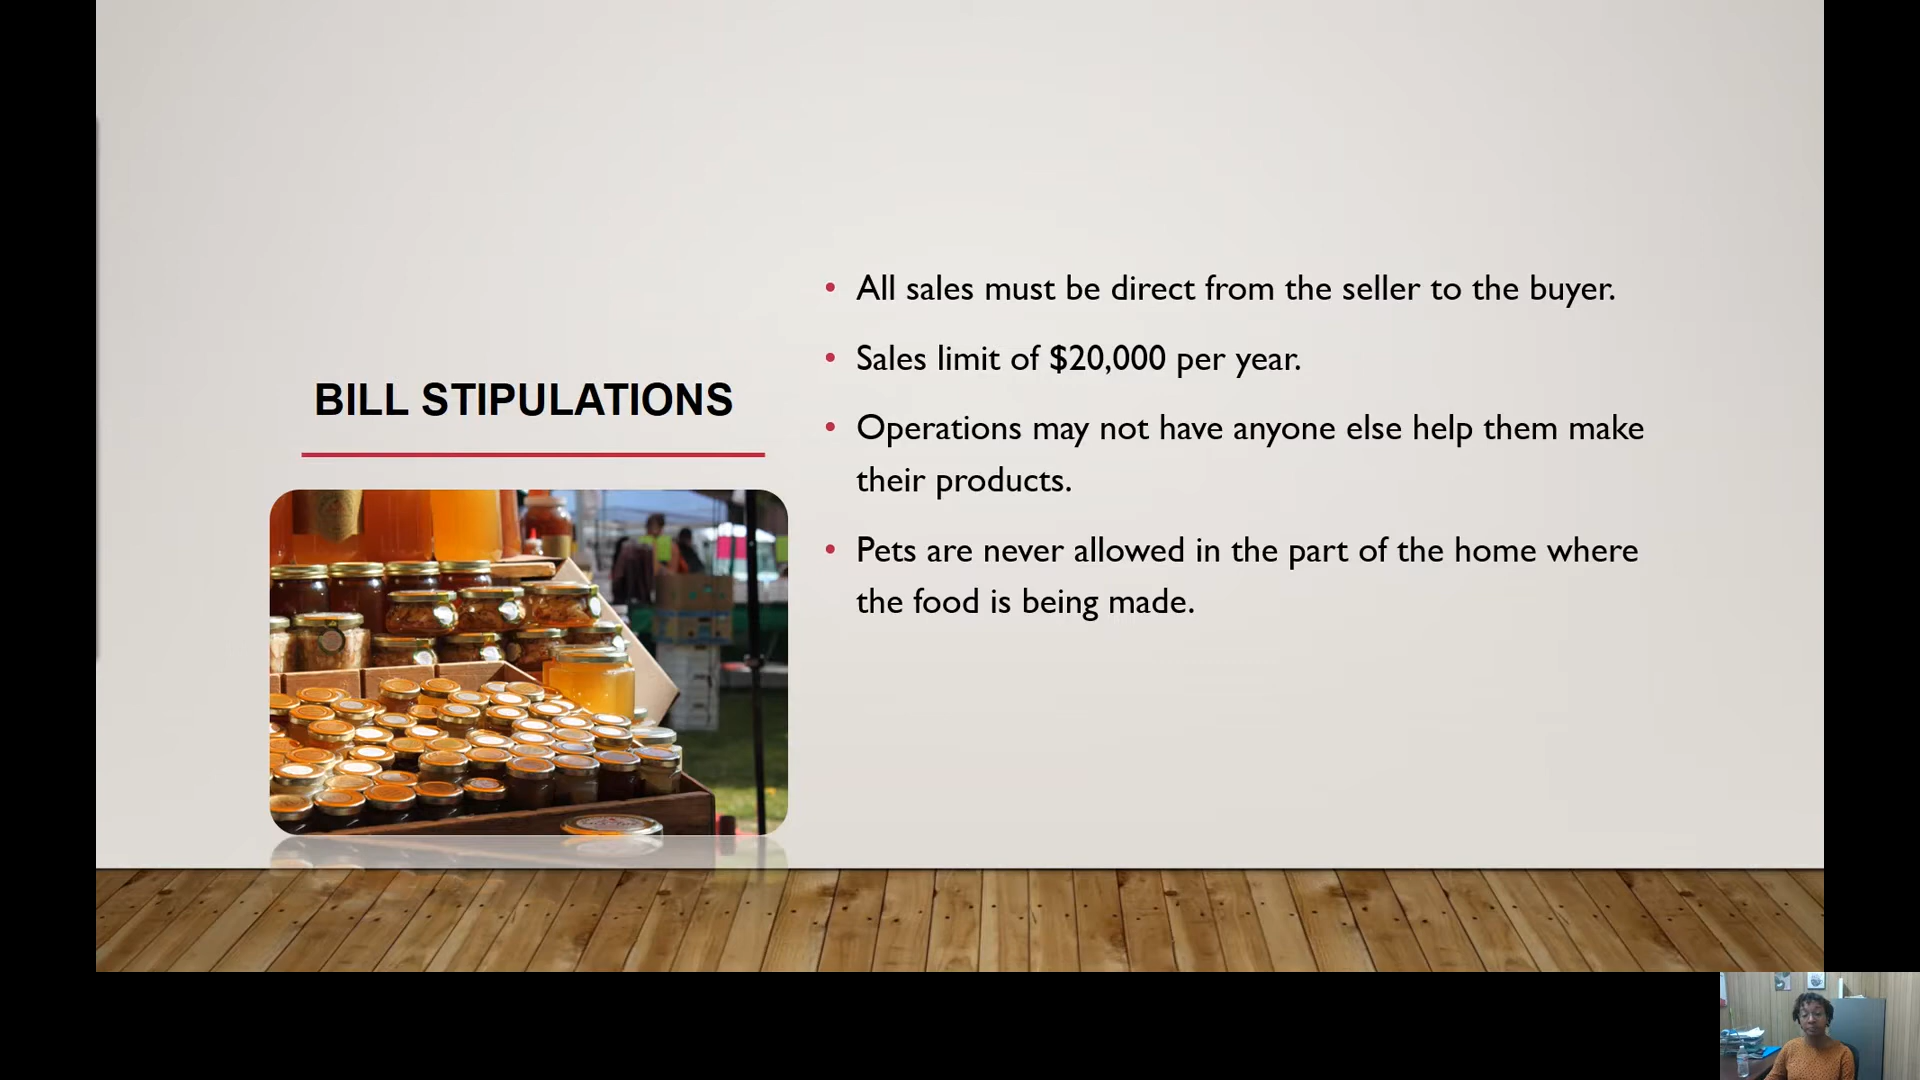 BILL STIPULATIONS
• All sales must be direct from the seller to the buyer.
• Sales limit of $20,000 per year.
• Operations may not have anyone else help them make
their products.
• Pets are never allowed in the part of the home where
the food is being made.